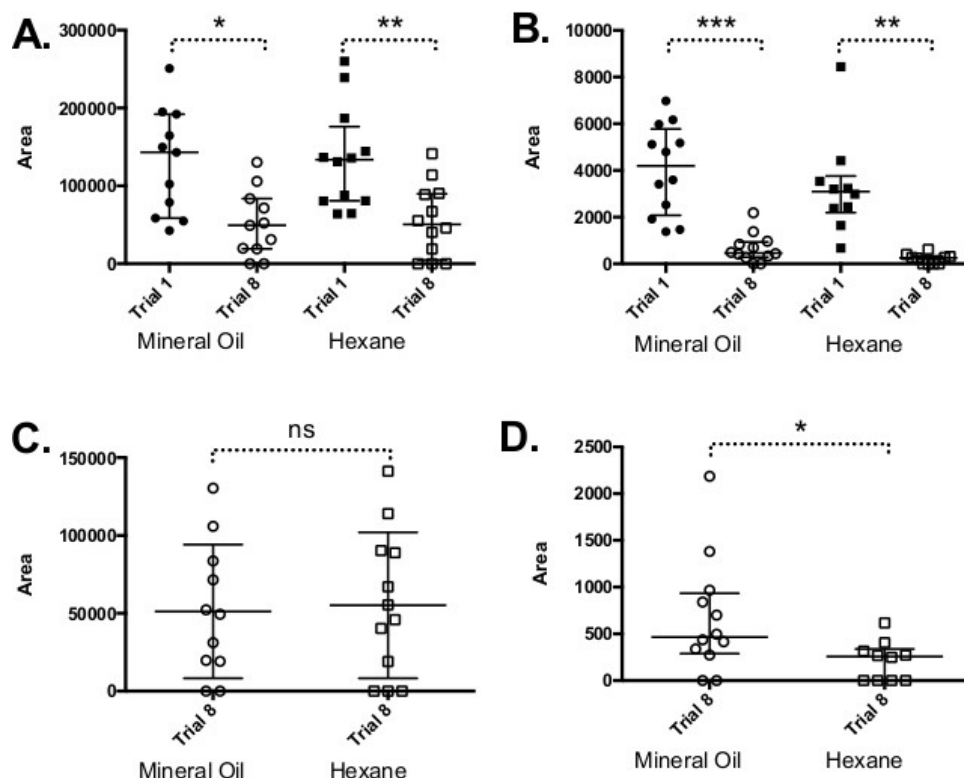 A.
*
**
300000
200000
100000
0
Area
Trial 1
Trial 8
Trial 1
Trial 8
Mineral Oil
Hexane
B.
***
**
10000
8000
6000
4000
2000
0
Area
Trial 1
Trial 8
Trial 1
Trial 8
Mineral Oil
Hexane
C.
ns
150000
100000
50000
0
Area
Trial 8
Trial 8
Mineral Oil
Hexane
D.
*
2500
2000
1500
1000
500
0
Area
Trial 8
Trial 8
Mineral Oil
Hexane